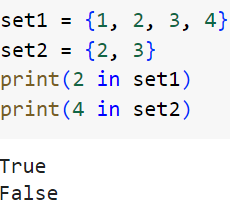 set1 = {1, 2, 3, 4}
set2 = {2, 3}
print(2 in set1)
print(4 in set2)
True
False